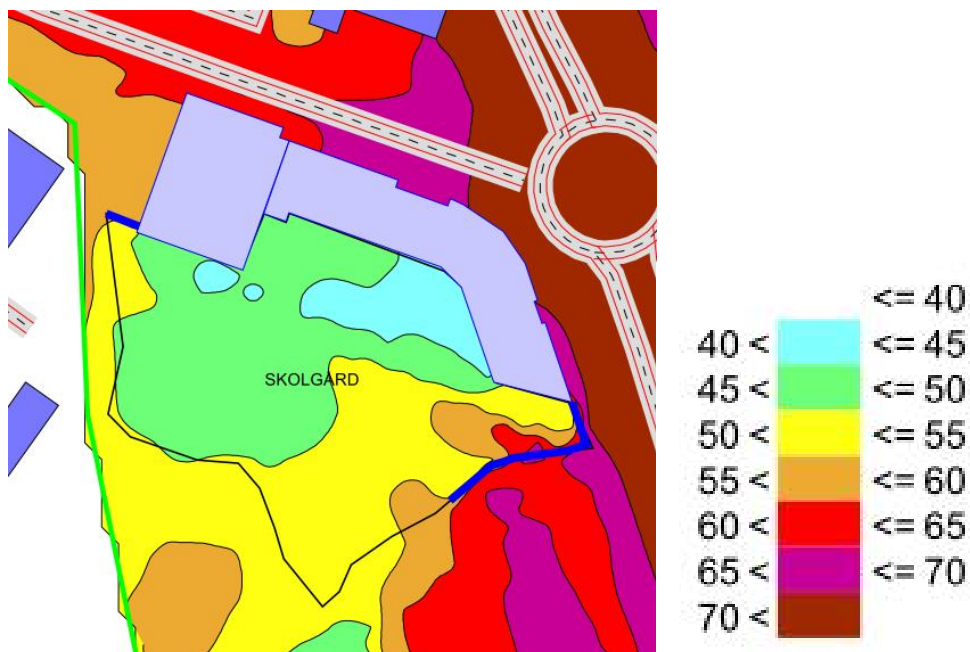 SKOLGÅRD
<= 40
40 < <= 45
45 < <= 50
50 < <= 55
55 < <= 60
60 < <= 65
65 < <= 70
70 <